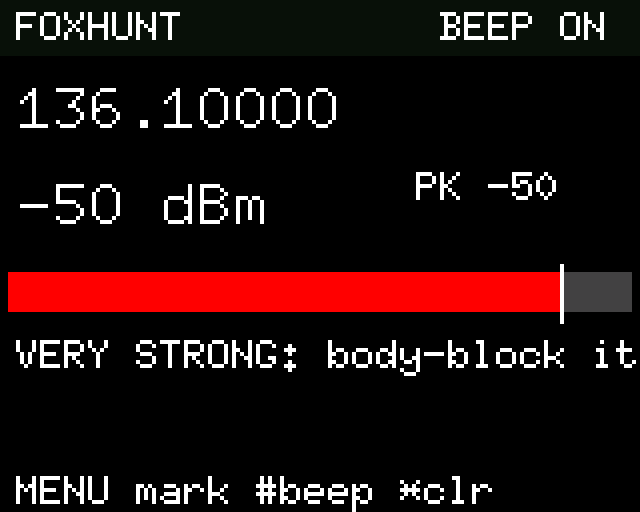 FOXHUNT BEEP ON
136.10000
-50 dBm PK -50
VERY STRONG: body-block it
MENU mark #beep *clr